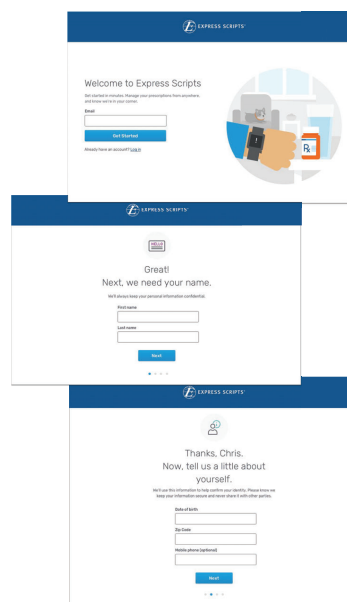 EXPRESS SCRIPTS®
Welcome to Express Scripts
Get started in minutes. Manage your prescriptions from anywhere
and know we're in your corner.
Email
Get Started
Already have an account? Log in
Rx
EXPRESS SCRIPTS®
HELLO
Great!
Next, we need your name.
We'll always keep your personal information confidential.
First name
Last name
Next
EXPRESS SCRIPTS®
Thanks, Chris.
Now, tell us a little about
yourself.
We'll use this information to help confirm your identity. Please know we
keep your information secure and never share it with other parties.
Date of birth
Zip Code
Mobile phone (optional)
Next